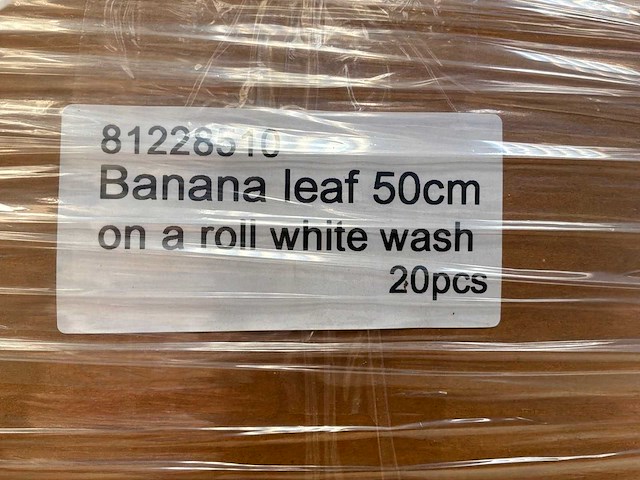 81228510
Banana leaf 50cm
on a roll white wash
20pcs